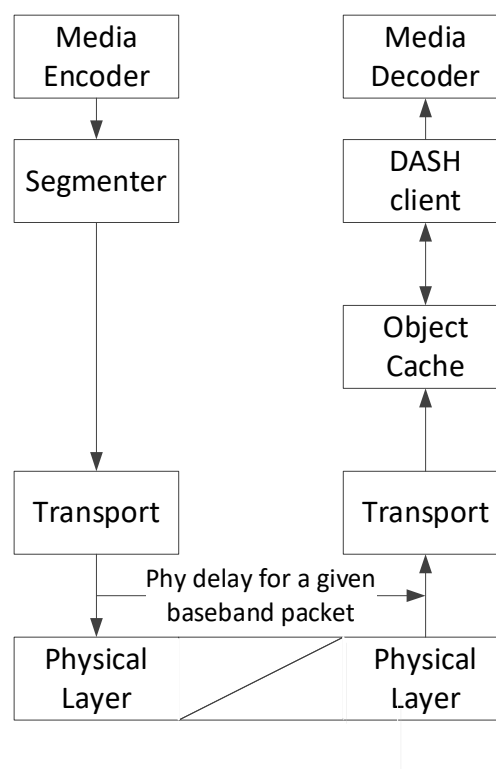 Media
Encoder
Media
Decoder
Segmenter
DASH
client
Object
Cache
Transport
Transport
Phy delay for a given
baseband packet
Physical
Layer
Physical
Layer